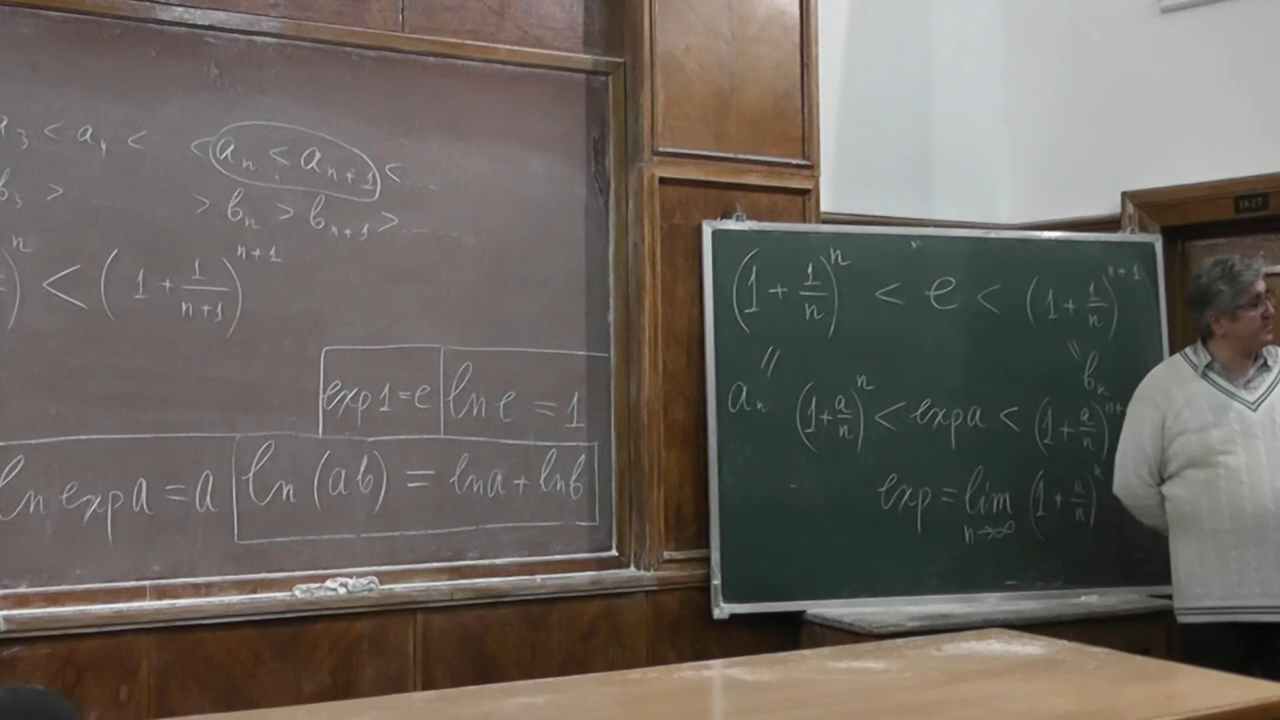 a₃ < a₄ < < aₙ < aₙ₊₁ < ...
b₃ > ... > bₙ > bₙ₊₁ > ...
)ⁿ < (1 + 1/(n+1))ⁿ⁺¹
exp 1 = e ln e = 1
ln exp a = a ln (ab) = ln a + ln b
(1 + 1/n)ⁿ < e < (1 + 1/n)ⁿ⁺¹
" "
aₙ bₙ
(1 + a/n)ⁿ < exp a < (1 + a/n)ⁿ⁺
exp = lim n→∞ (1 + a/n)ⁿ